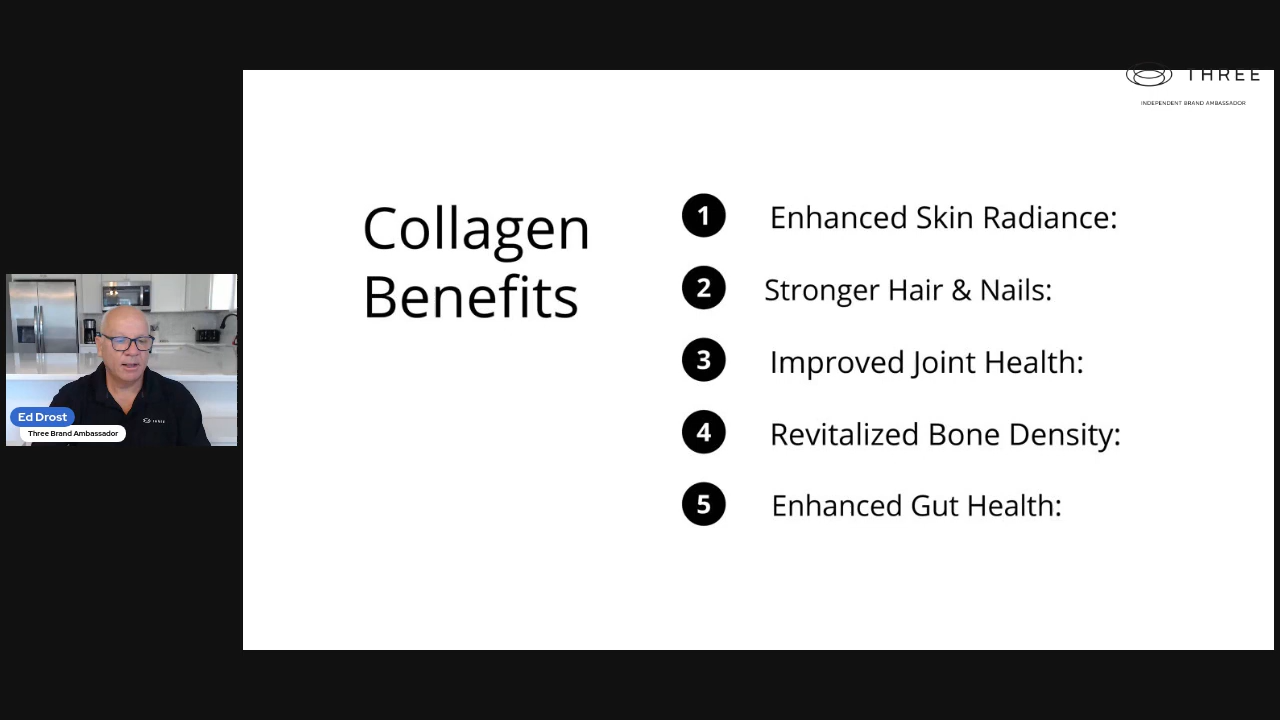 THREE
INDEPENDENT BRAND AMBASSADOR
Collagen
Benefits
1 Enhanced Skin Radiance:
2 Stronger Hair & Nails:
3 Improved Joint Health:
4 Revitalized Bone Density:
5 Enhanced Gut Health:
THREE
Ed Drost
Three Brand Ambassador